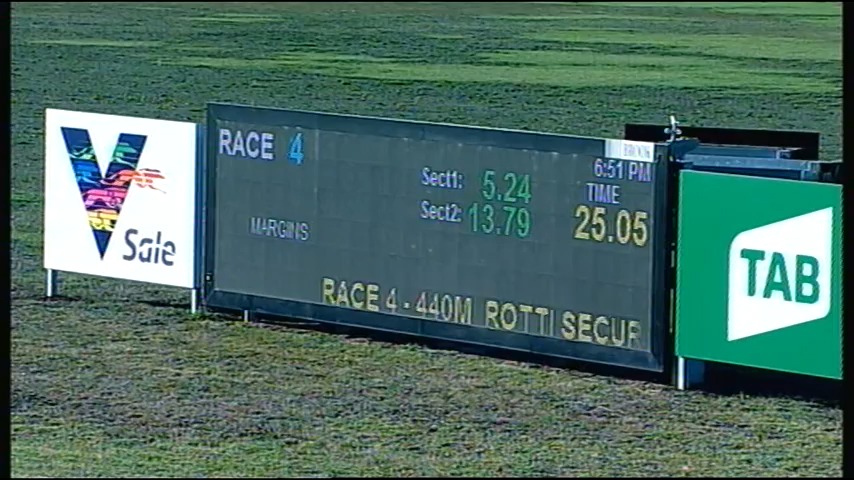 V
Sale
RACE 4
6:51 PM
Sect1: 5.24
TIME
Sect2: 13.79
25.05
MARGINS
RACE 4 - 440M ROTTI SECUR
TAB